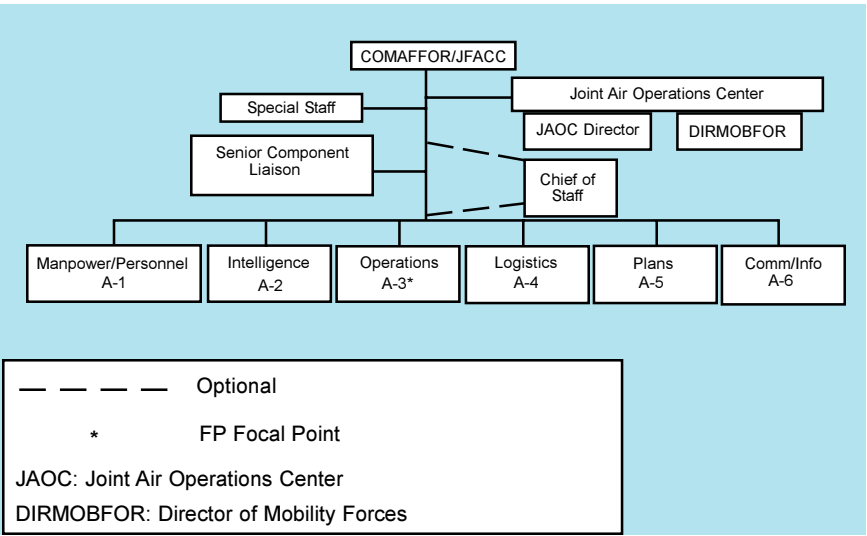 COMAFFOR/JFACC
Special Staff
Joint Air Operations Center
JAOC Director
DIRMOBFOR
Senior Component
Liaison
Chief of
Staff
Manpower/Personnel
A-1
Intelligence
A-2
Operations
A-3*
Logistics
A-4
Plans
A-5
Comm/Info
A-6
Optional
* FP Focal Point
JAOC: Joint Air Operations Center
DIRMOBFOR: Director of Mobility Forces